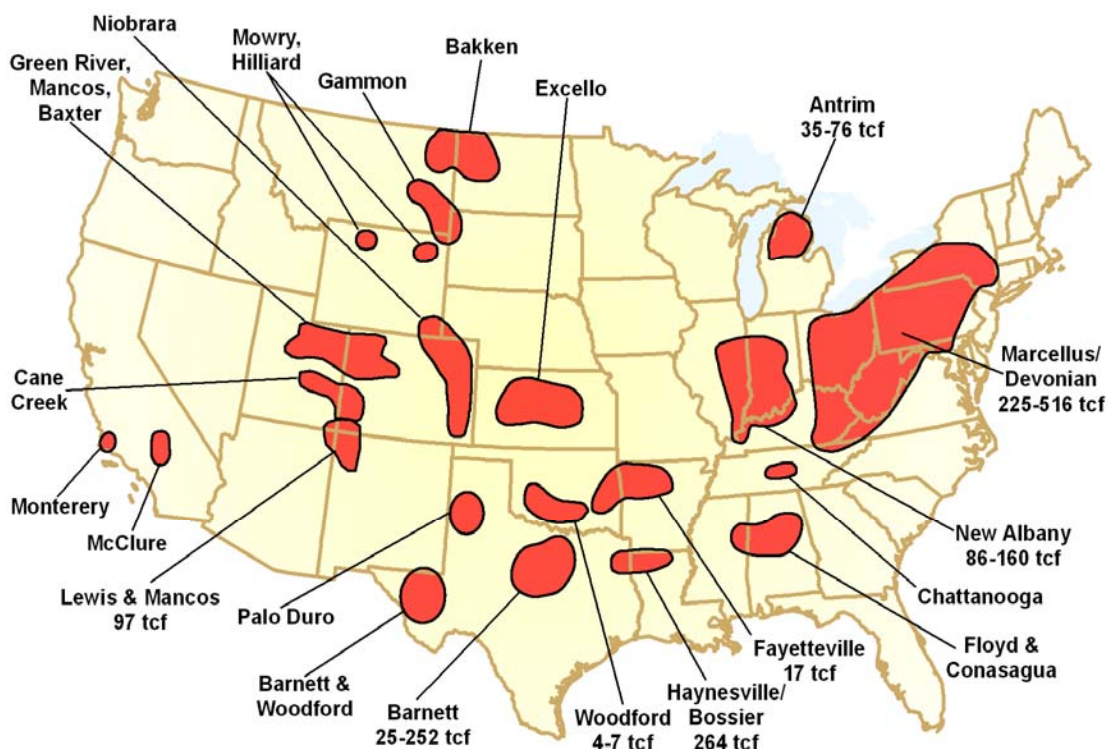 Niobrara
Green River,
Mancos,
Baxter
Mowry,
Hilliard
Gammon
Bakken
Excello
Antrim
35-76 tcf
Cane
Creek
Marcellus/
Devonian
225-516 tcf
Monterery
McClure
Lewis & Mancos
97 tcf
Palo Duro
Barnett &
Woodford
Barnett
25-252 tcf
Woodford
4-7 tcf
Haynesville/
Bossier
264 tcf
Fayetteville
17 tcf
New Albany
86-160 tcf
Chattanooga
Floyd &
Conasagua